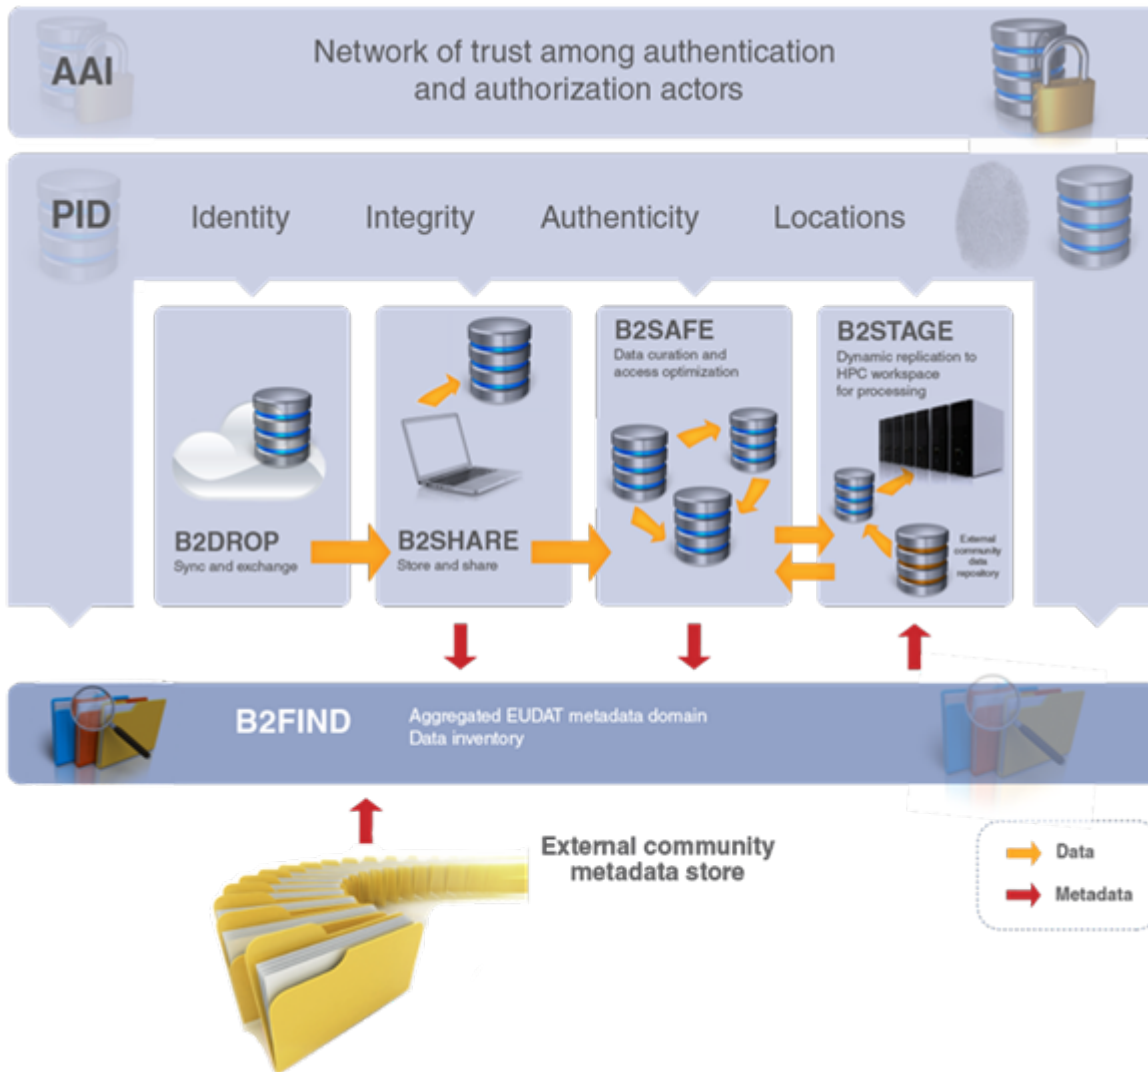 AAI
Network of trust among authentication
and authorization actors
PID
Identity
Integrity
Authenticity
Locations
B2DROP
Sync and exchange
B2SHARE
Store and share
B2SAFE
Data curation and
access optimization
B2STAGE
Dynamic replication to
HPC workspace
for processing
External
community
data
repository
B2FIND
Aggregated EUDAT metadata domain
Data inventory
External community
metadata store
Data
Metadata